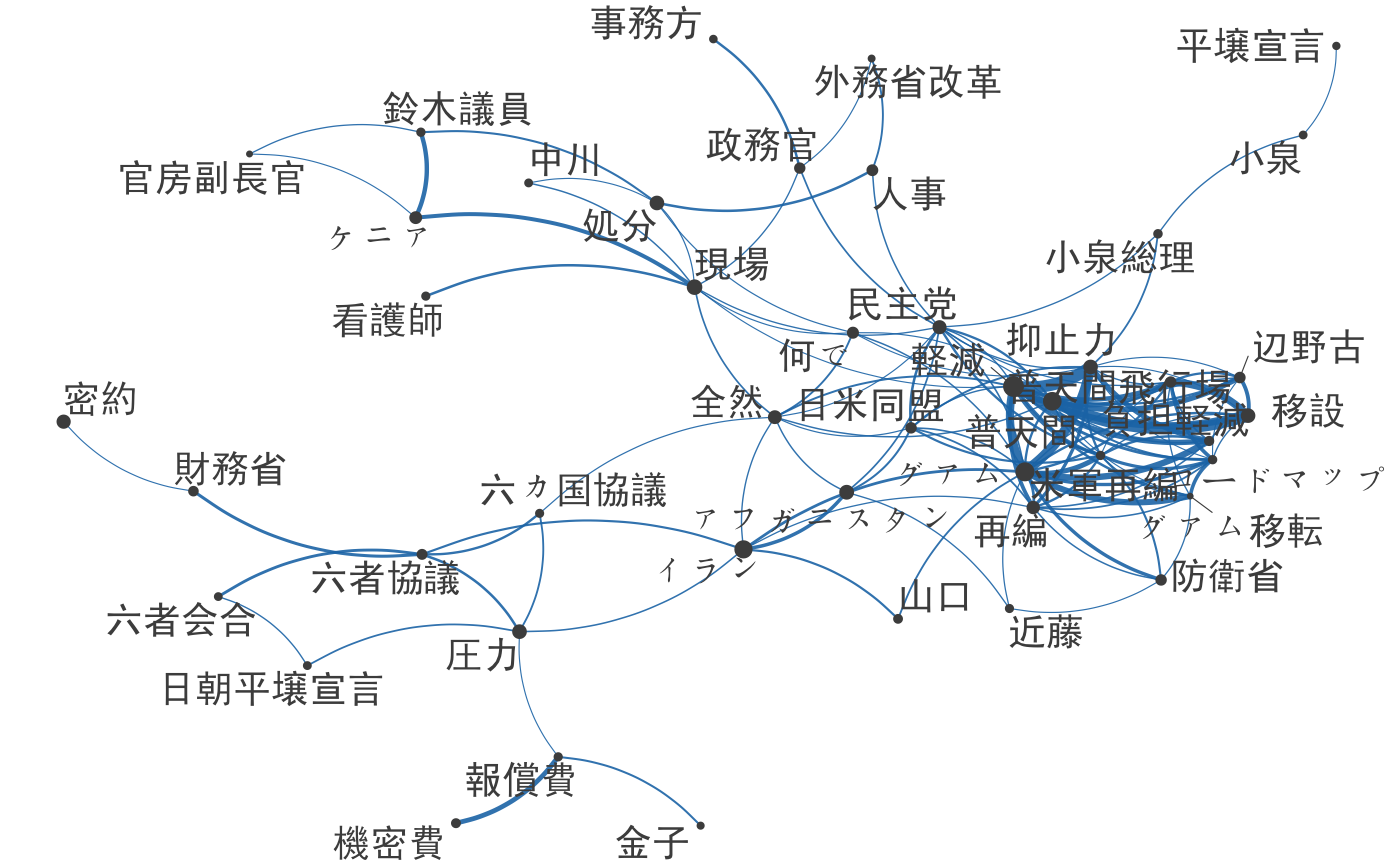 事務方
平壌宣言
外務省改革
鈴木議員
政務官
中川
小泉
官房副長官
人事
処分
ケニア
小泉総理
現場
民主党
看護師
抑止力
辺野古
何で
軽減
普天間飛行場
密約
全然
日米同盟
移設
負担軽減
普天間
財務省
グアム
米軍再編
ロードマップ
六カ国協議
アフガニスタン
再編
グアム移転
イラン
六者協議
防衛省
山口
六者会合
近藤
圧力
日朝平壌宣言
報償費
機密費
金子